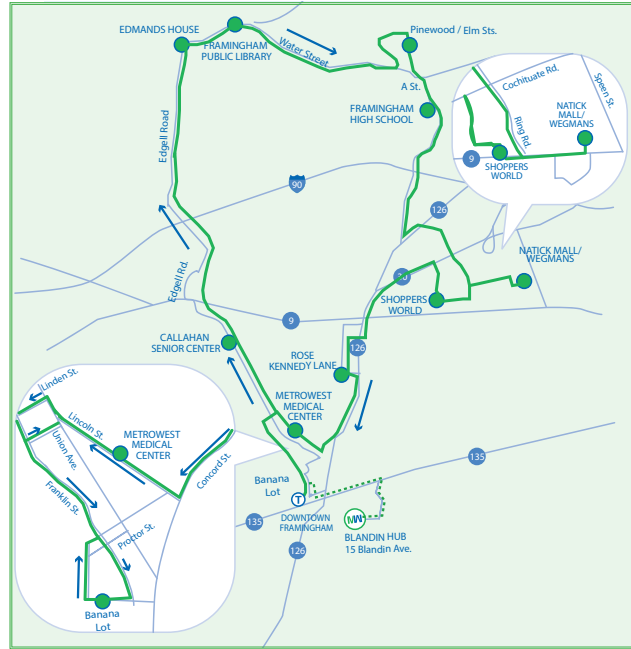 EDMANDS HOUSE
FRAMINGHAM
PUBLIC LIBRARY
Water Street
Pinewood / Elm Sts.
A St.
FRAMINGHAM
HIGH SCHOOL
Cochituate Rd.
Speen St.
Ring Rd.
NATICK
MALL/
WEGMANS
9
SHOPPERS
WORLD
Edgell Road
90
126
NATICK MALL/
WEGMANS
30
SHOPPERS
WORLD
Edgell Rd.
9
CALLAHAN
SENIOR CENTER
126
ROSE
KENNEDY LANE
METROWEST
MEDICAL
CENTER
Linden St.
Lincoln St.
METROWEST
MEDICAL
CENTER
Union Ave.
Concord St.
Franklin St.
Proctor St.
Banana
Lot
135
Banana
Lot
T
DOWNTOWN
FRAMINGHAM
135
126
MW
BLANDIN HUB
15 Blandin Ave.